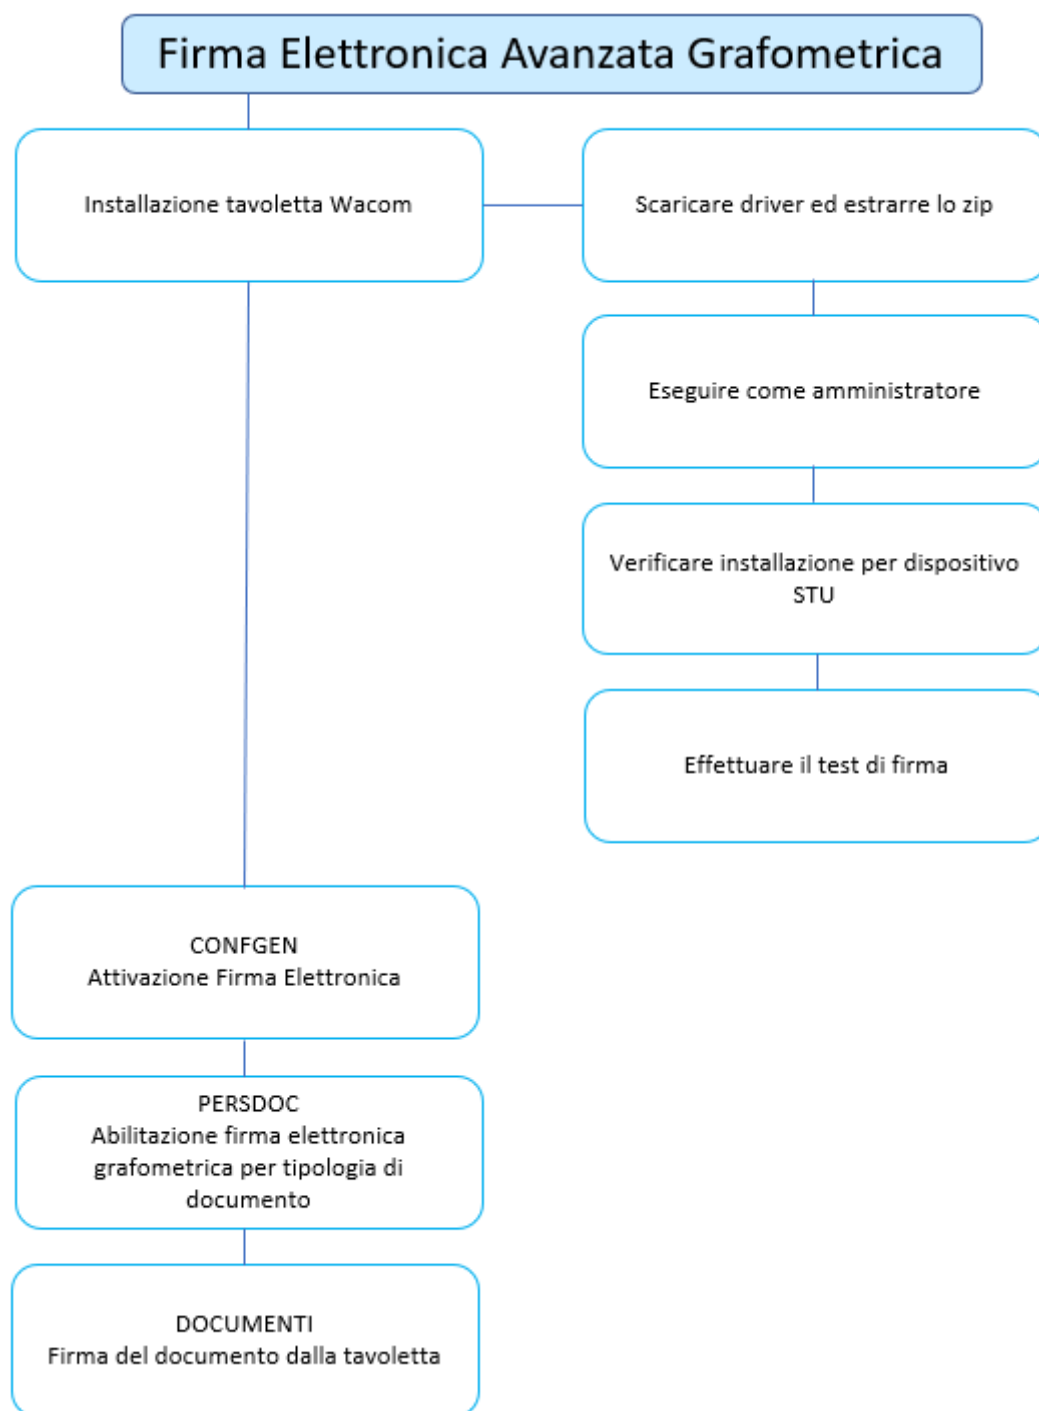 Firma Elettronica Avanzata Grafometrica
Installazione tavoletta Wacom
Scaricare driver ed estrarre lo zip
Eseguire come amministratore
Verificare installazione per dispositivo
STU
Effettuare il test di firma
CONFGEN
Attivazione Firma Elettronica
PERSDOC
Abilitazione firma elettronica
grafometrica per tipologia di
documento
DOCUMENTI
Firma del documento dalla tavoletta